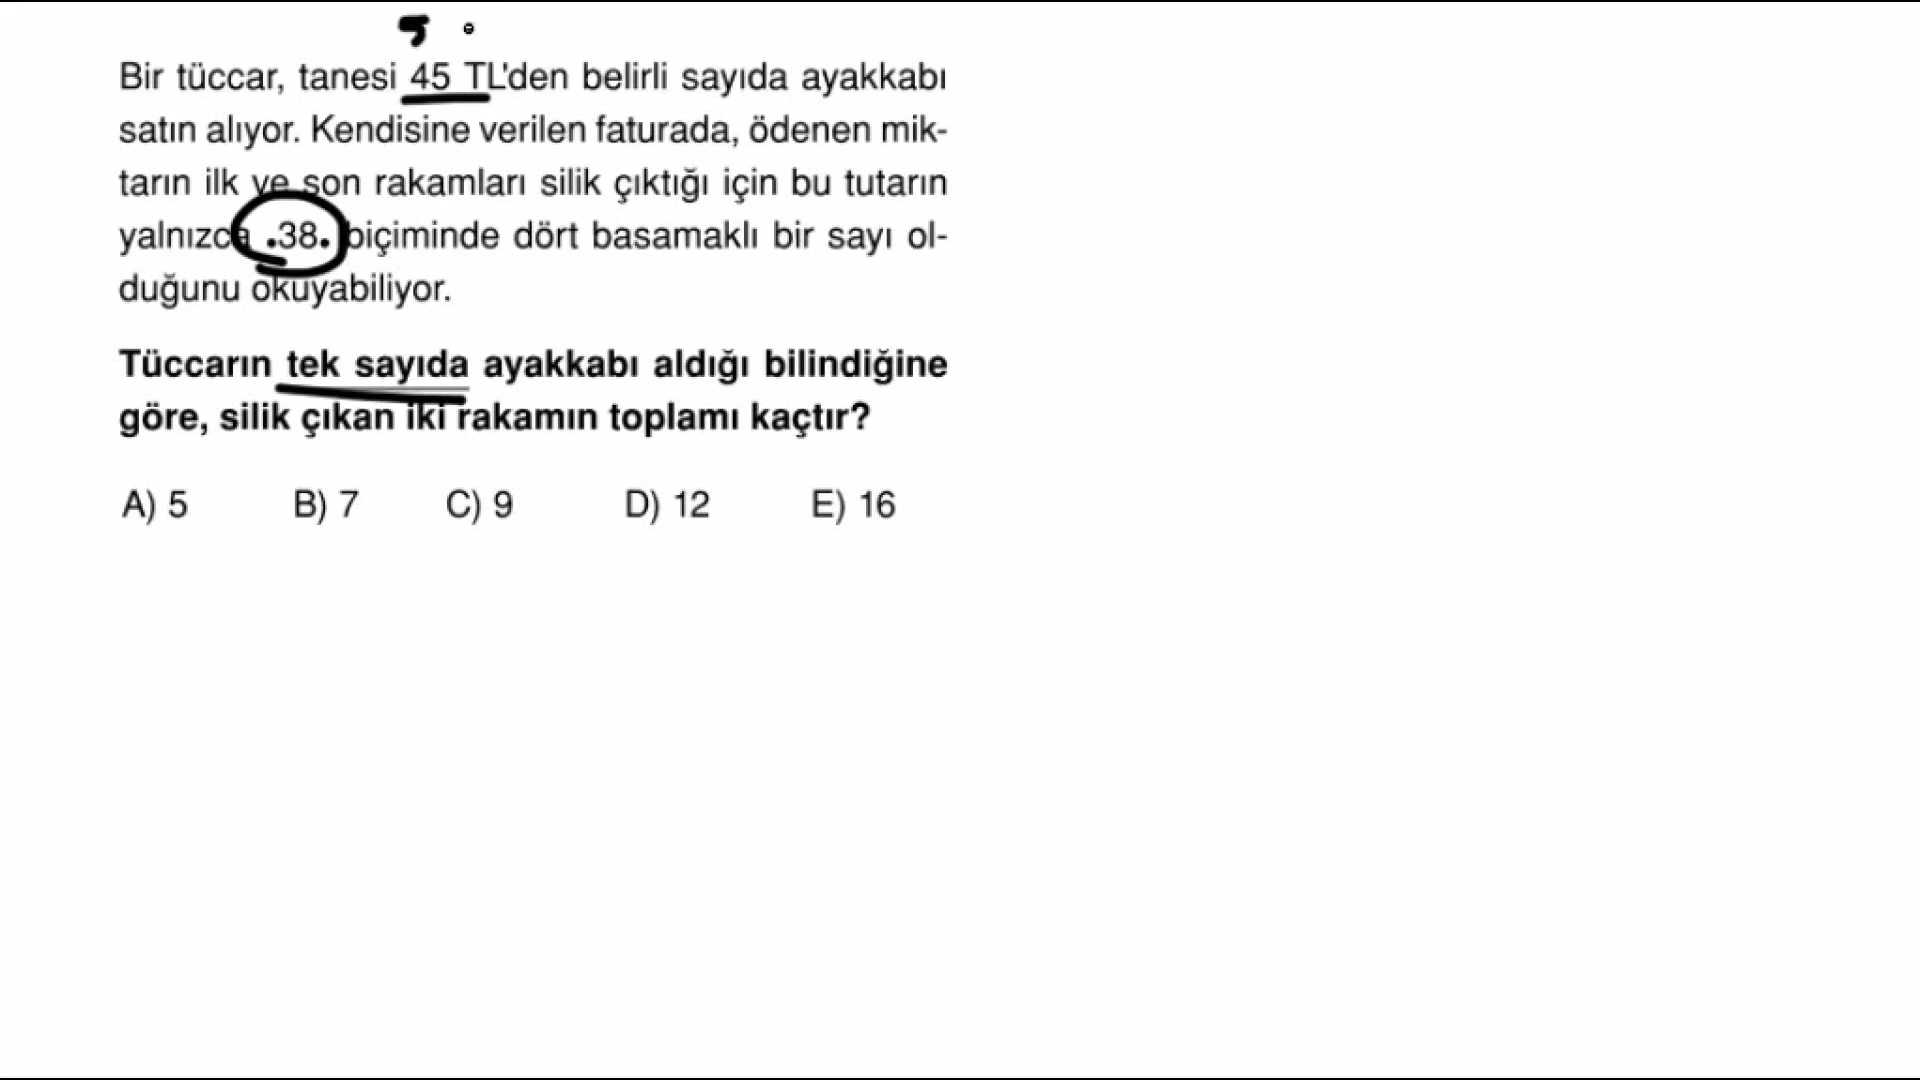 5
Bir tüccar, tanesi 45 TL'den belirli sayıda ayakkabı
satın alıyor. Kendisine verilen faturada, ödenen mik-
tarın ilk ve son rakamları silik çıktığı için bu tutarın
yalnızca .38. biçiminde dört basamaklı bir sayı ol-
duğunu okuyabiliyor.
Tüccarın tek sayıda ayakkabı aldığı bilindiğine
göre, silik çıkan iki rakamın toplamı kaçtır?
A) 5 B) 7 C) 9 D) 12 E) 16